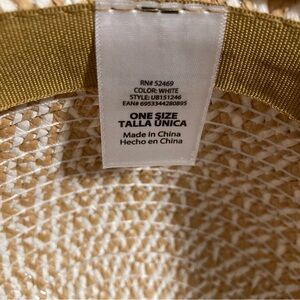 RN# 52469
COLOR: WHITE
STYLE: UB151246
EAN# 6953344280895
ONE SIZE
TALLA ÚNICA
Made in China
Hecho en China